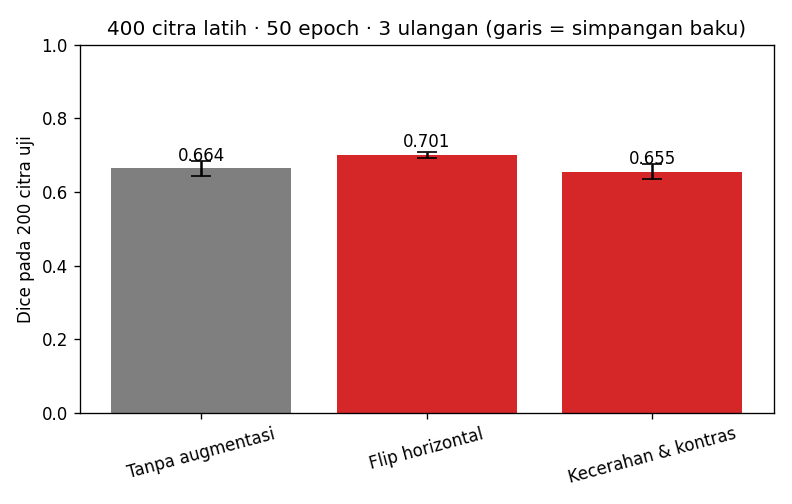 400 citra latih · 50 epoch · 3 ulangan (garis = simpangan baku)
Dice pada 200 citra uji
1.0
0.8
0.6
0.4
0.2
0.0
0.664
0.701
0.655
Tanpa augmentasi
Flip horizontal
Kecerahan & kontras